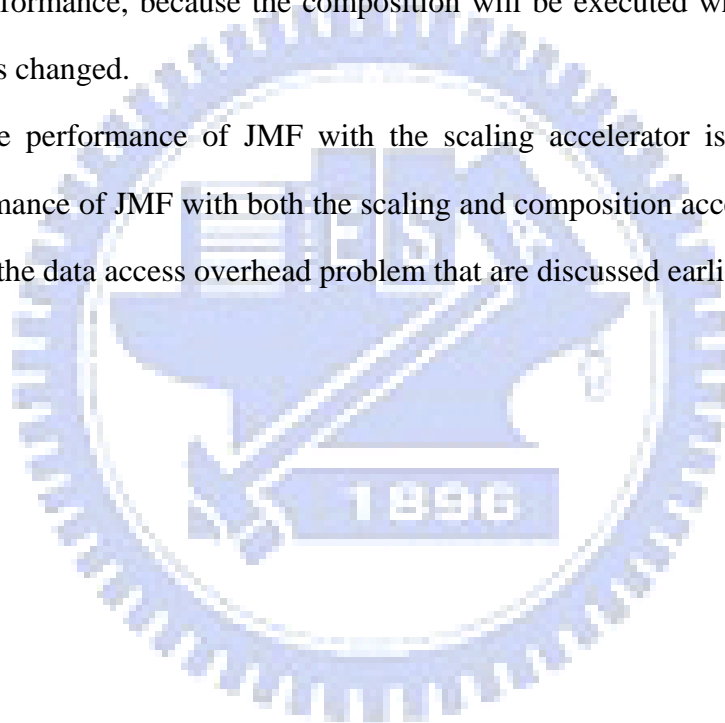 formance, because the composition will be executed w
s changed.
e performance of JMF with the scaling accelerator is
mance of JMF with both the scaling and composition acc
the data access overhead problem that are discussed earli
ES
1896